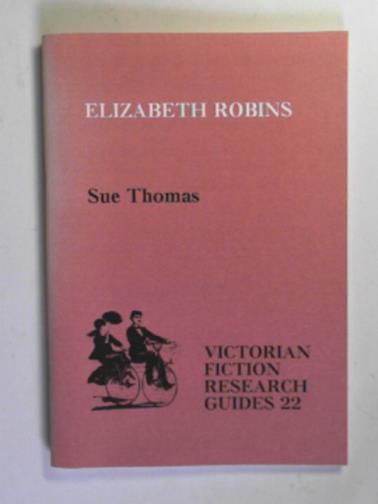 ELIZABETH ROBINS
Sue Thomas
VICTORIAN
FICTION
RESEARCH
GUIDES 22